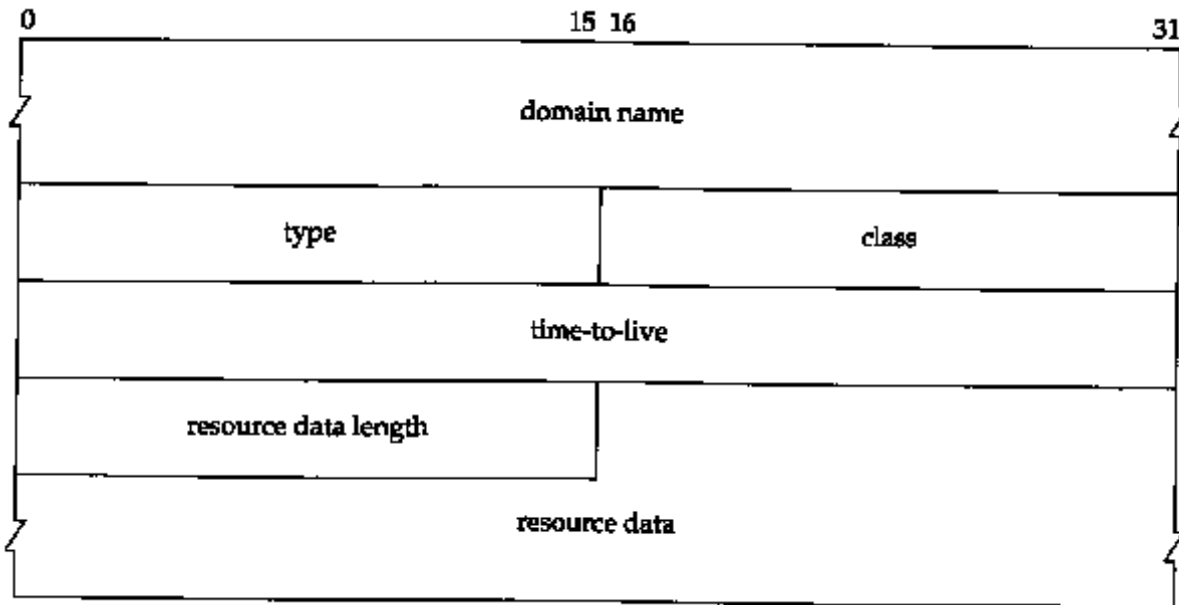 0 15 16 31
domain name
type class
time-to-live
resource data length
resource data